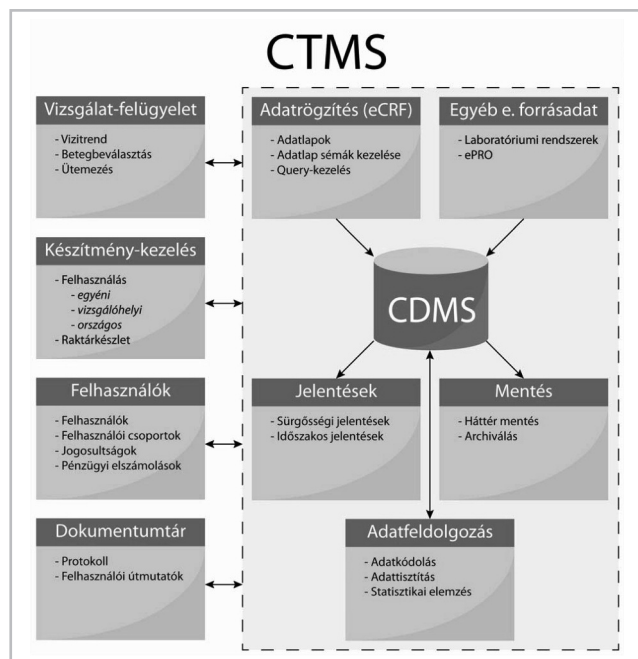 CTMS
Vizsgálat-felügyelet
- Vizitrend
- Betegbeválasztás
- Ütemezés
Adatrögzítés (eCRF)
- Adatlapok
- Adatlap sémák kezelése
- Query-kezelés
Egyéb e. forrásadat
- Laboratóriumi rendszerek
- ePRO
Készítmény-kezelés
- Felhasználás
- egyéni
- vizsgálóhelyi
- országos
- Raktárkészlet
CDMS
Felhasználók
- Felhasználók
- Felhasználói csoportok
- Jogosultságok
- Pénzügyi elszámolások
Jelentések
- Sürgősségi jelentések
- Időszakos jelentések
Mentés
- Háttér mentés
- Archiválás
Dokumentumtár
- Protokoll
- Felhasználói útmutatók
Adatfeldolgozás
- Adatkódolás
- Adattisztítás
- Statisztikai elemzés